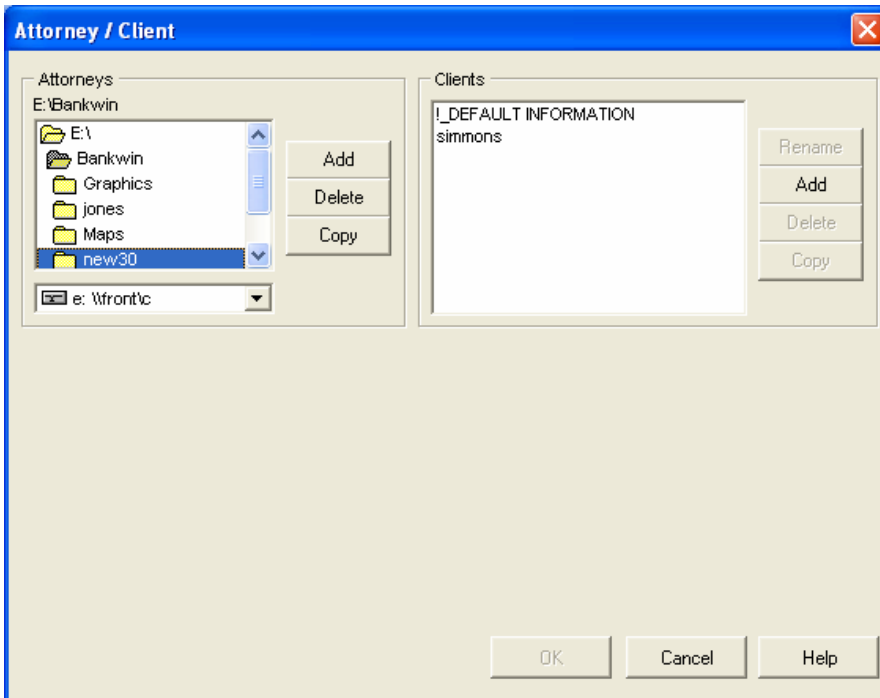 Attorney / Client
Attorneys
E:\Bankwin
E:\
Bankwin
Graphics
jones
Maps
new30
e: \\front\c
Add
Delete
Copy
Clients
!_DEFAULT INFORMATION
simmons
Rename
Add
Delete
Copy
OK
Cancel
Help